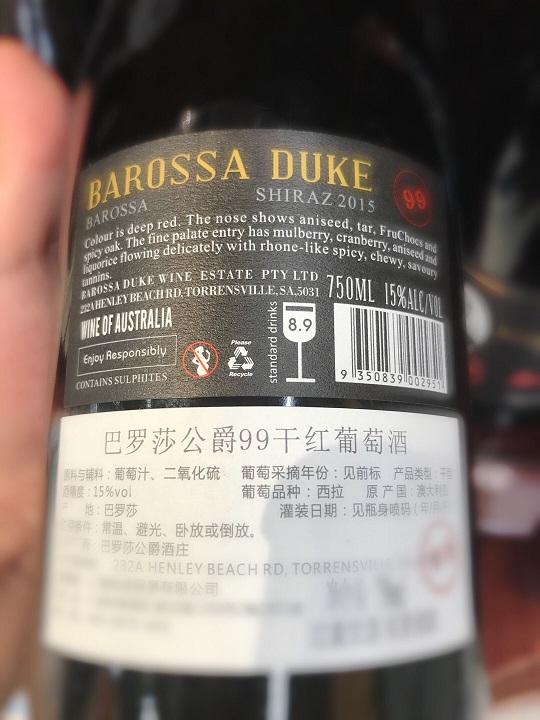 BAROSSA DUKE
BAROSSA SHIRAZ 2015
99
Colour is deep red. The nose shows aniseed, tar, FruChocs and
spicy oak. The fine palate entry has mulberry, cranberry, aniseed and
liquorice flowing delicately with rhone-like spicy, chewy, savoury
tannins.
BAROSSA DUKE WINE ESTATE PTY LTD
232A HENLEY BEACH RD, TORRENSVILLE, SA.5031
750ML 15%ALC/VOL
WINE OF AUSTRALIA
Enjoy Responsibly
CONTAINS SULPHITES
Please
Recycle
standard drinks
8.9
9 350839 002951
巴罗莎公爵99干红葡萄酒
原料与辅料：葡萄汁、二氧化硫 葡萄采摘年份：见前标 产品类型：干型
酒精度：15%vol 葡萄品种：西拉 原产国：澳大利亚
产 地：巴罗莎 灌装日期：见瓶身喷码（年/月/
条件：常温、避光、卧放或倒放。
巴罗莎公爵酒庄
232A HENLEY BEACH RD, TORRENSVILLE